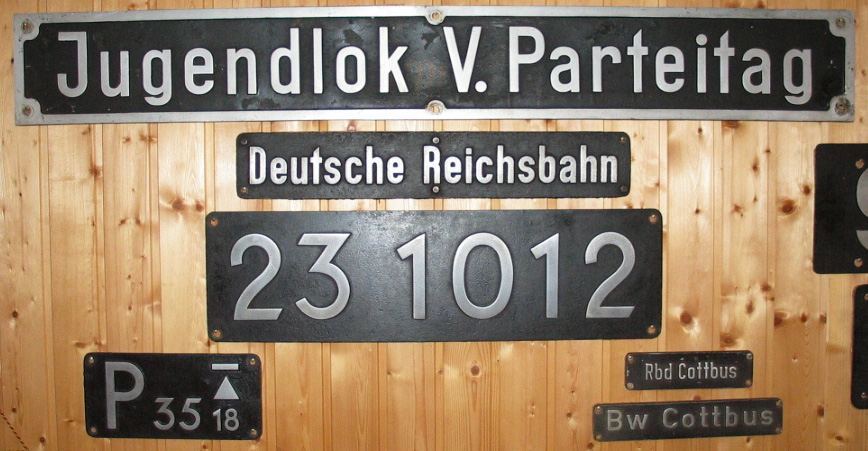 Jugendlok V. Parteitag
Deutsche Reichsbahn
23 1012
P 35 18
Rbd Cottbus
Bw Cottbus